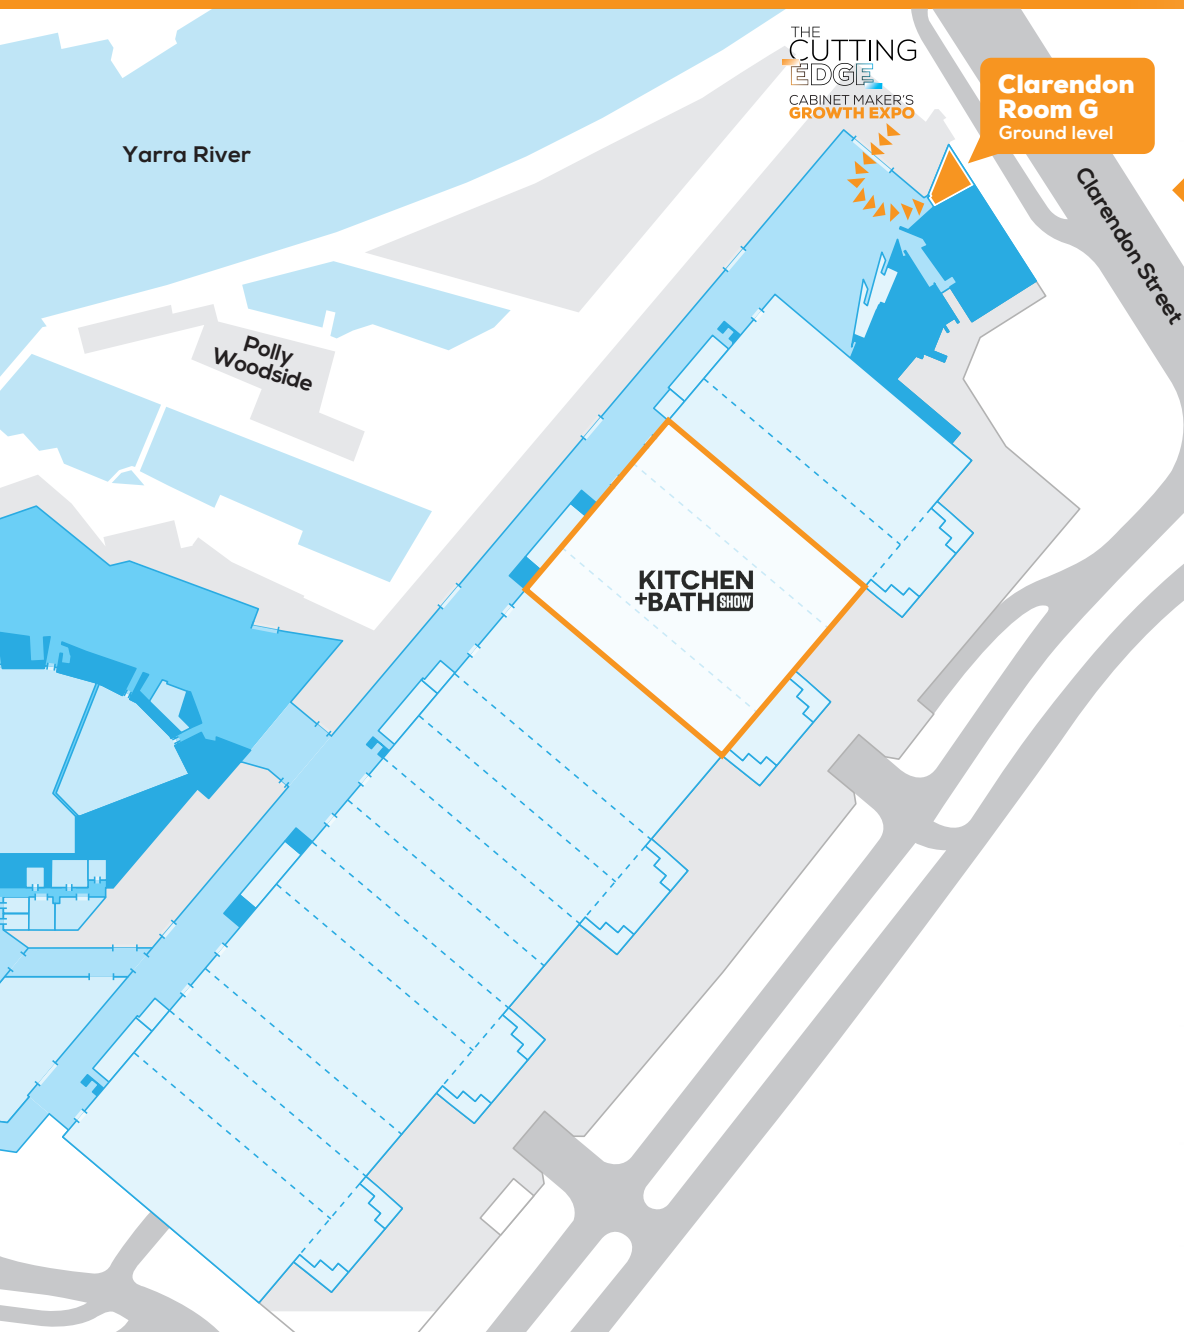 THE
CUTTING
EDGE
CABINET MAKER'S
GROWTH EXPO
Clarendon
Room G
Ground level
Yarra River
Clarendon Street
Polly
Woodside
KITCHEN
+BATH SHOW